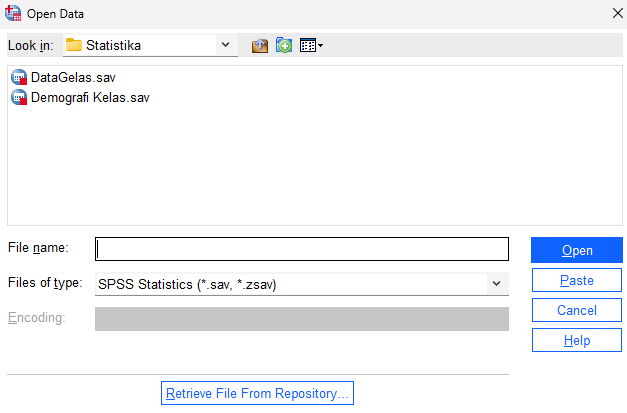 Open Data
Look in: Statistika
DataGelas.sav
Demografi Kelas.sav
File name:
Open
Files of type: SPSS Statistics (*.sav, *.zsav)
Paste
Encoding:
Cancel
Help
Retrieve File From Repository...